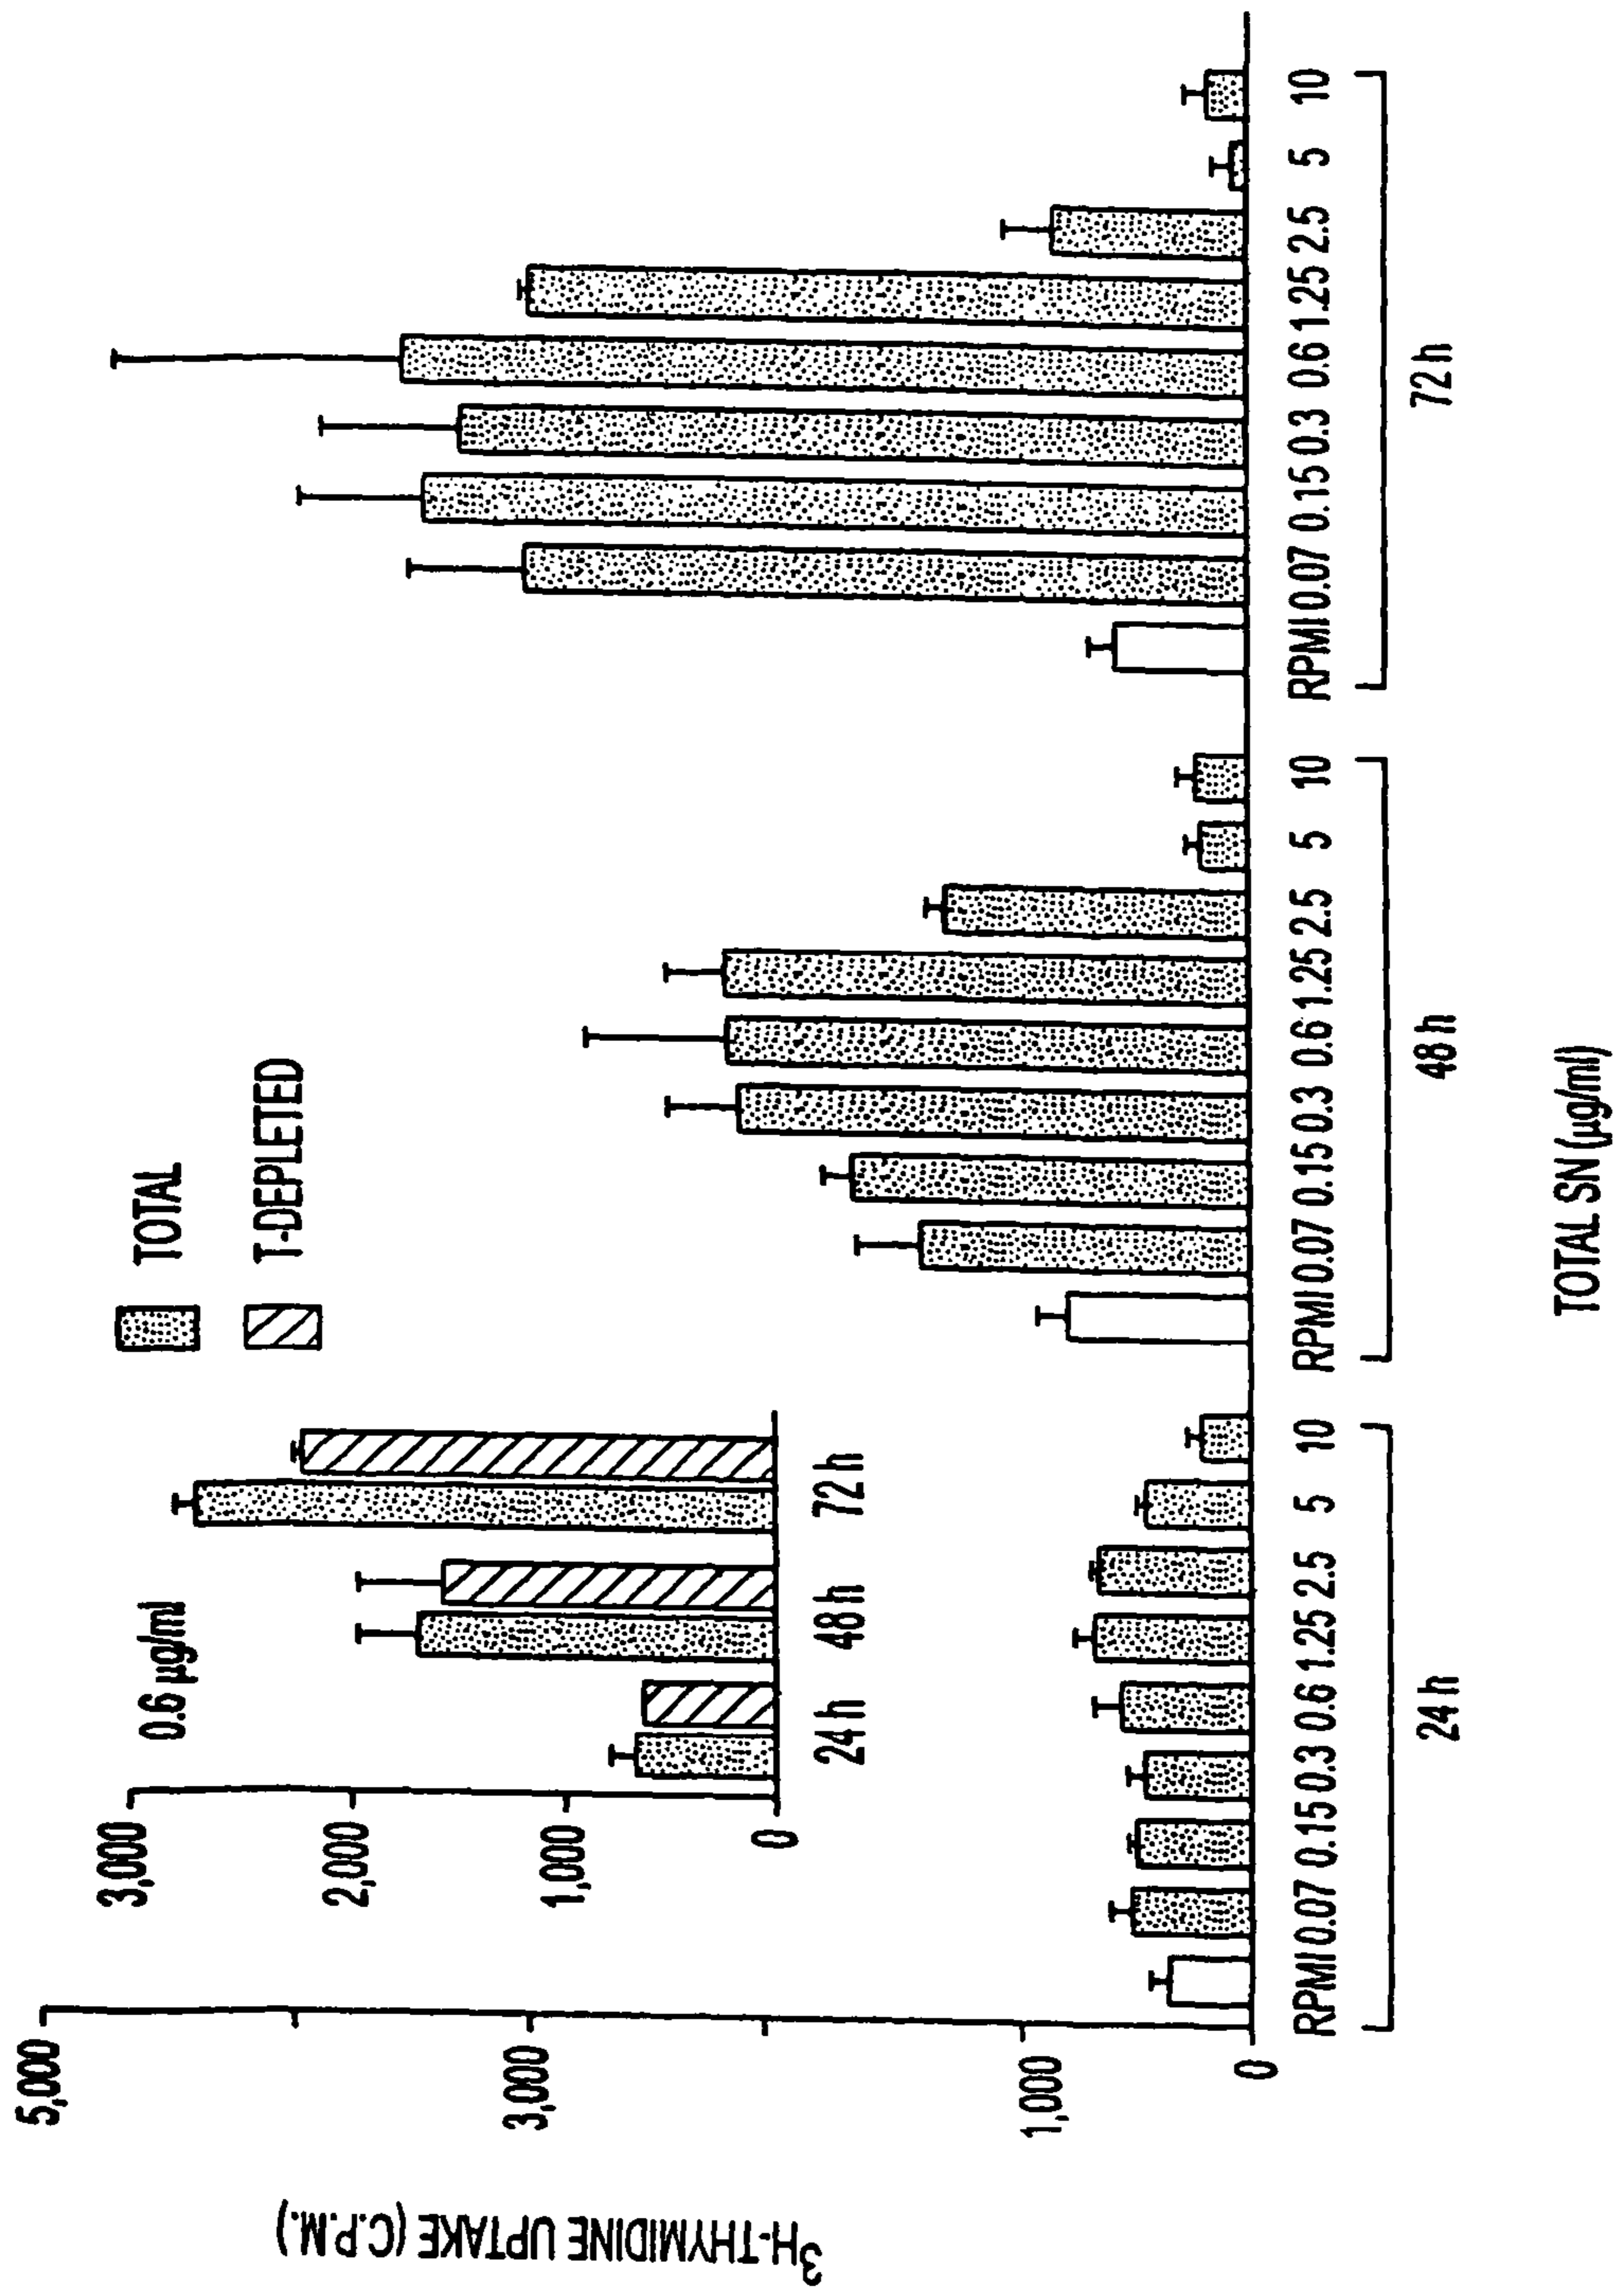 ³H-THYMIDINE UPTAKE (C.P.M.)
5,000
3,000
1,000
0
0.6 µg/ml
3,000
2,000
1,000
0
24 h 48 h 72 h
TOTAL
T-DEPLETED
RPMI 0.07 0.15 0.3 0.6 1.25 2.5 5 10
24 h
RPMI 0.07 0.15 0.3 0.6 1.25 2.5 5 10
48 h
RPMI 0.07 0.15 0.3 0.6 1.25 2.5 5 10
72 h
TOTAL SN (µg/ml)